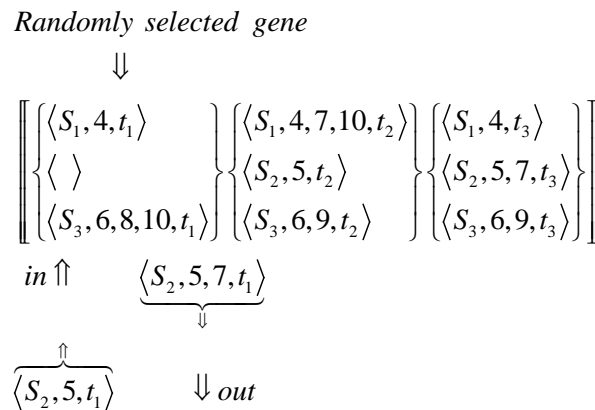 Randomly selected gene
⇓
[[{⟨S₁,4,t₁⟩ {⟨S₁,4,7,10,t₂⟩ {⟨S₁,4,t₃⟩
⟨ ⟩ ⟨S₂,5,t₂⟩ ⟨S₂,5,7,t₃⟩
⟨S₃,6,8,10,t₁⟩} ⟨S₃,6,9,t₂⟩} ⟨S₃,6,9,t₃⟩}]]
in ⇑ ⟨S₂,5,7,t₁⟩
⇓
⇑
⟨S₂,5,t₁⟩ ⇓ out